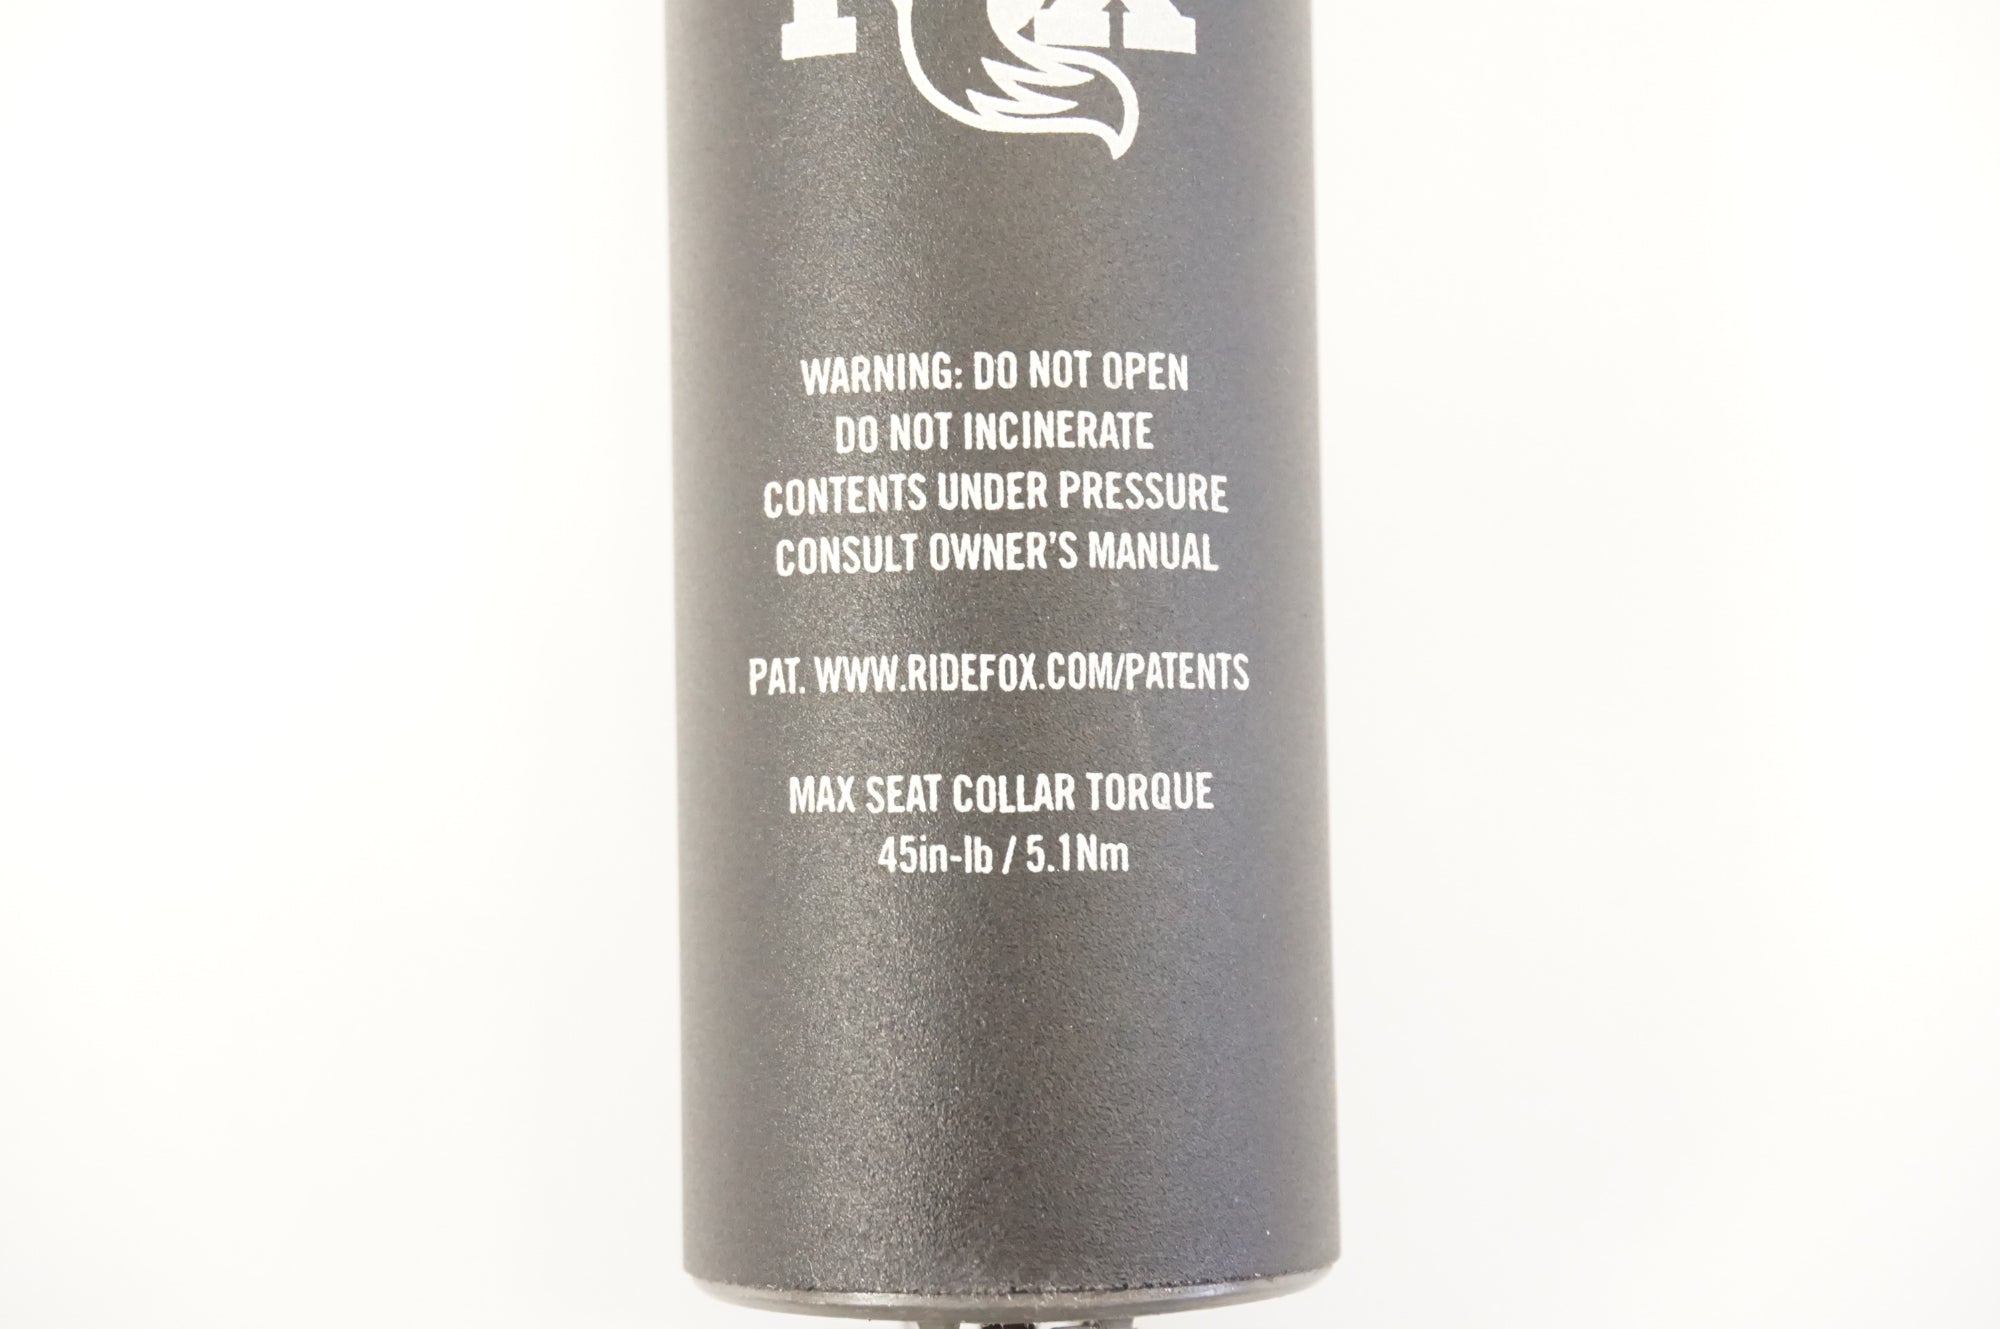 FOX
WARNING: DO NOT OPEN
DO NOT INCINERATE
CONTENTS UNDER PRESSURE
CONSULT OWNER'S MANUAL
PAT. WWW.RIDEFOX.COM/PATENTS
MAX SEAT COLLAR TORQUE
45in-lb / 5.1Nm